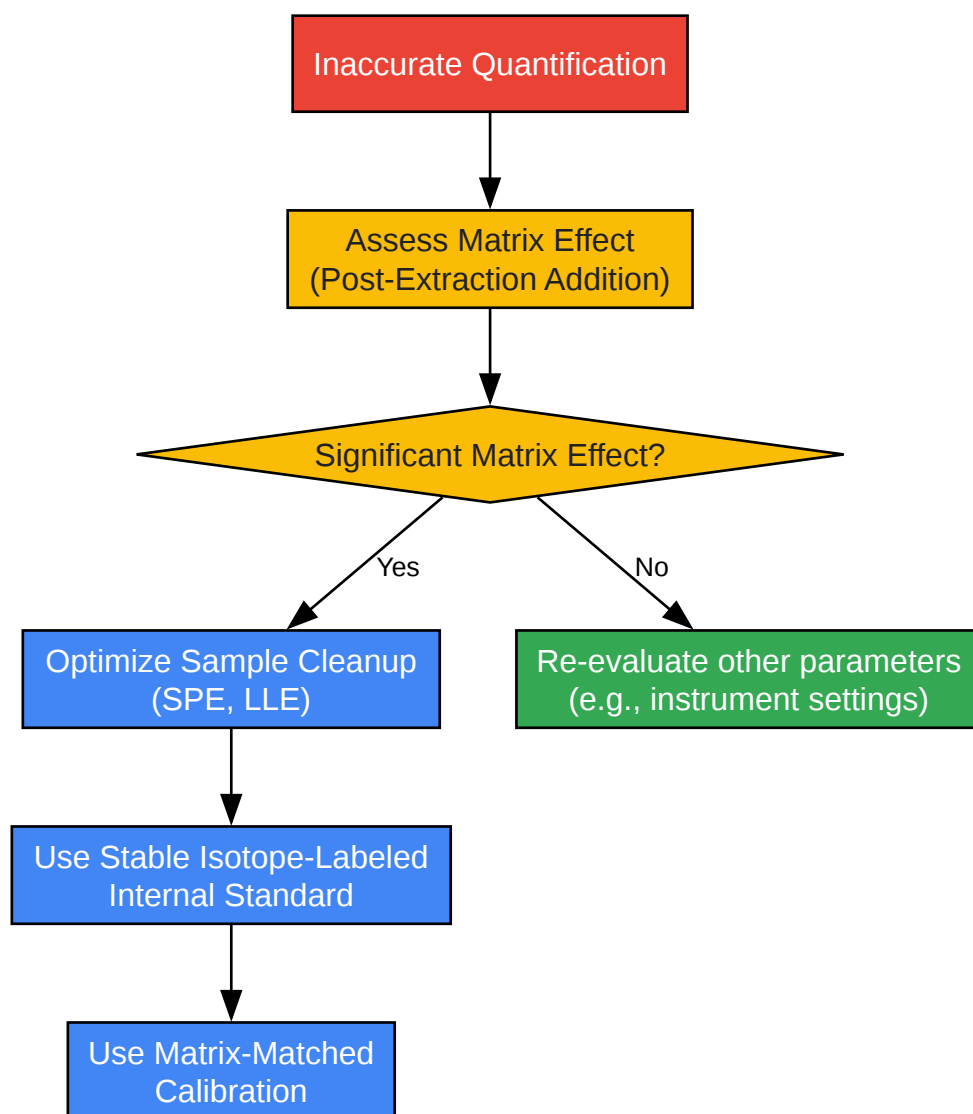 Inaccurate Quantification
Assess Matrix Effect
(Post-Extraction Addition)
Significant Matrix Effect?
Yes
No
Optimize Sample Cleanup
(SPE, LLE)
Re-evaluate other parameters
(e.g., instrument settings)
Use Stable Isotope-Labeled
Internal Standard
Use Matrix-Matched
Calibration